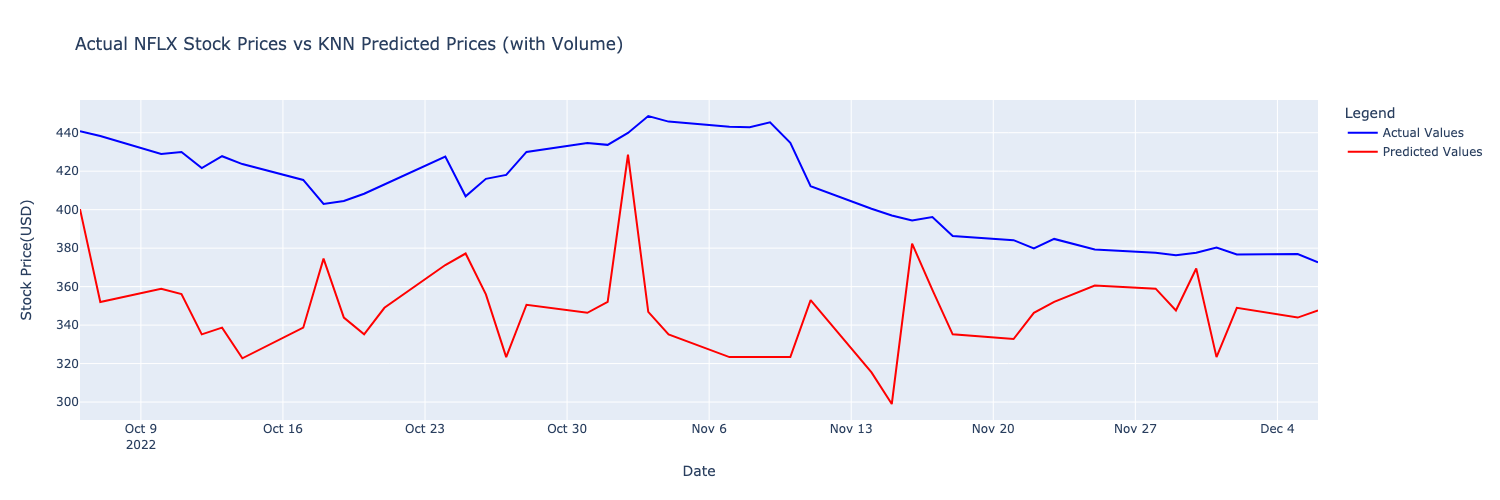 Actual NFLX Stock Prices vs KNN Predicted Prices (with Volume)
Legend
Actual Values
Predicted Values
Stock Price(USD)
440
420
400
380
360
340
320
300
Oct 9
2022
Oct 16
Oct 23
Oct 30
Nov 6
Nov 13
Nov 20
Nov 27
Dec 4
Date